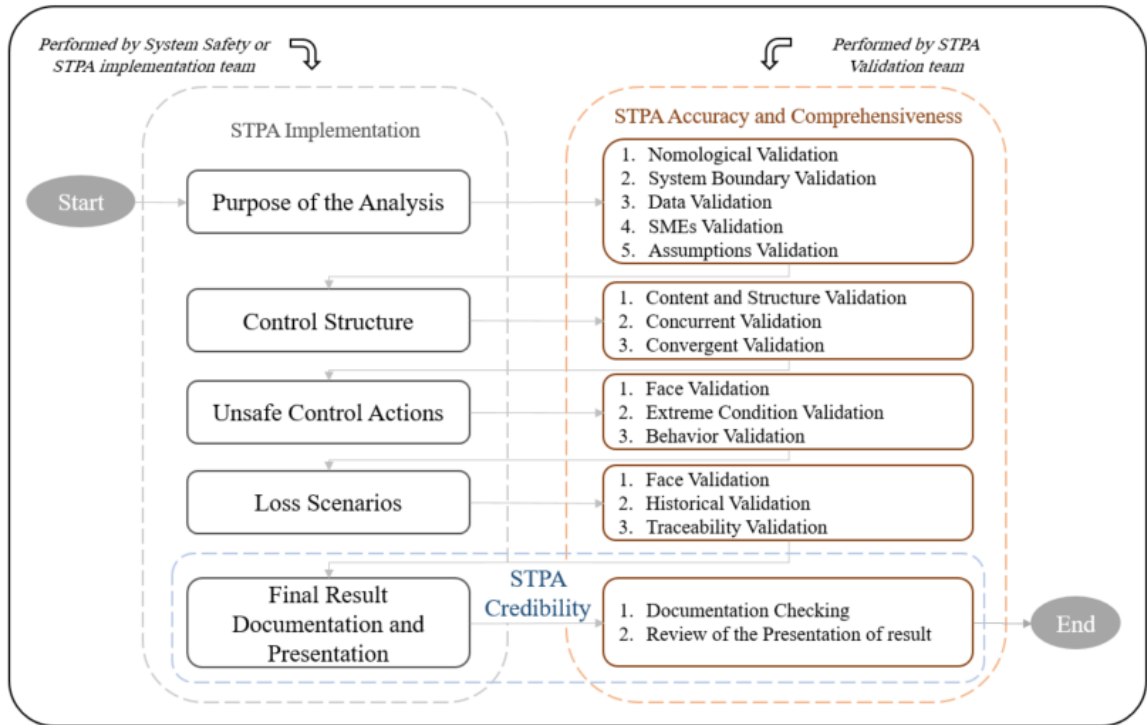 Performed by System Safety or
STPA implementation team
Performed by STPA
Validation team
STPA Implementation
STPA Accuracy and Comprehensiveness
Start
Purpose of the Analysis
1. Nomological Validation
2. System Boundary Validation
3. Data Validation
4. SMEs Validation
5. Assumptions Validation
Control Structure
1. Content and Structure Validation
2. Concurrent Validation
3. Convergent Validation
Unsafe Control Actions
1. Face Validation
2. Extreme Condition Validation
3. Behavior Validation
Loss Scenarios
1. Face Validation
2. Historical Validation
3. Traceability Validation
Final Result
Documentation and
Presentation
STPA
Credibility
1. Documentation Checking
2. Review of the Presentation of result
End